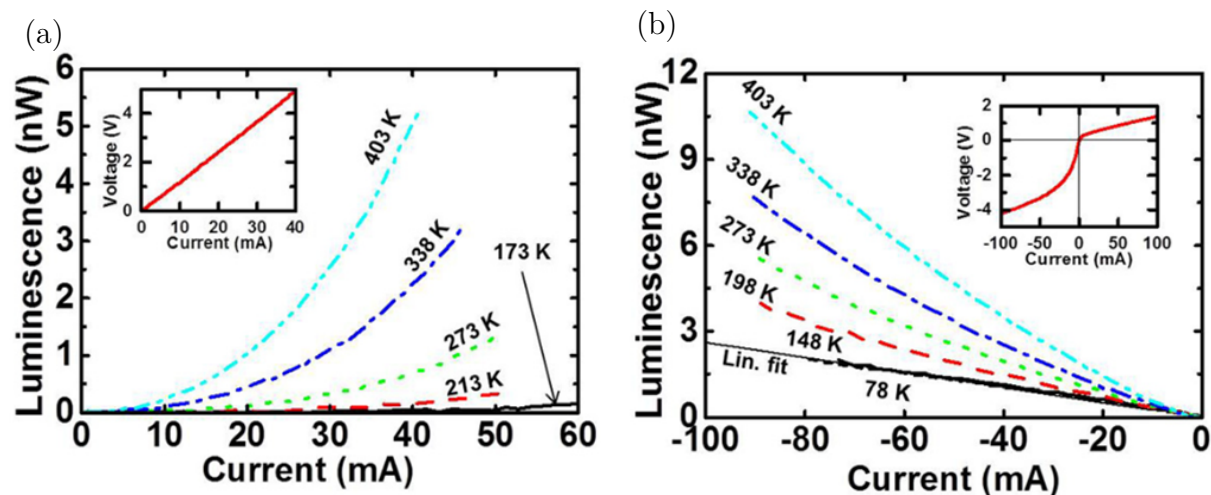 (a)
Luminescence (nW)
6
5
4
3
2
1
0
0
10
20
30
40
50
60
Current (mA)
403 K
338 K
273 K
213 K
173 K
Voltage (V)
4
2
0
0
10
20
30
40
Current (mA)
(b)
Luminescence (nW)
12
9
6
3
0
-100
-80
-60
-40
-20
0
Current (mA)
403 K
338 K
273 K
198 K
148 K
Lin. fit
78 K
Voltage (V)
2
0
-2
-4
-100
-50
0
50
100
Current (mA)